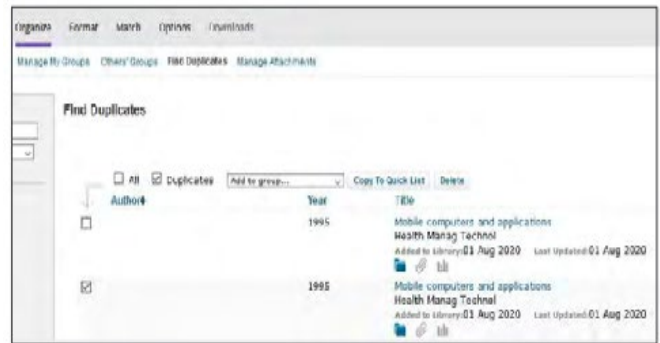 Organize Format Match Options Downloads
Manage My Groups Others' Groups Find Duplicates Manage Attachments
Find Duplicates
All Duplicates Add to group... Copy To Quick List Delete
Author Year Title
1995 Mobile computers and applications
Health Manag Technol
Added to Library: 01 Aug 2020 Last Updated: 01 Aug 2020
1995 Mobile computers and applications
Health Manag Technol
Added to Library: 01 Aug 2020 Last Updated: 01 Aug 2020